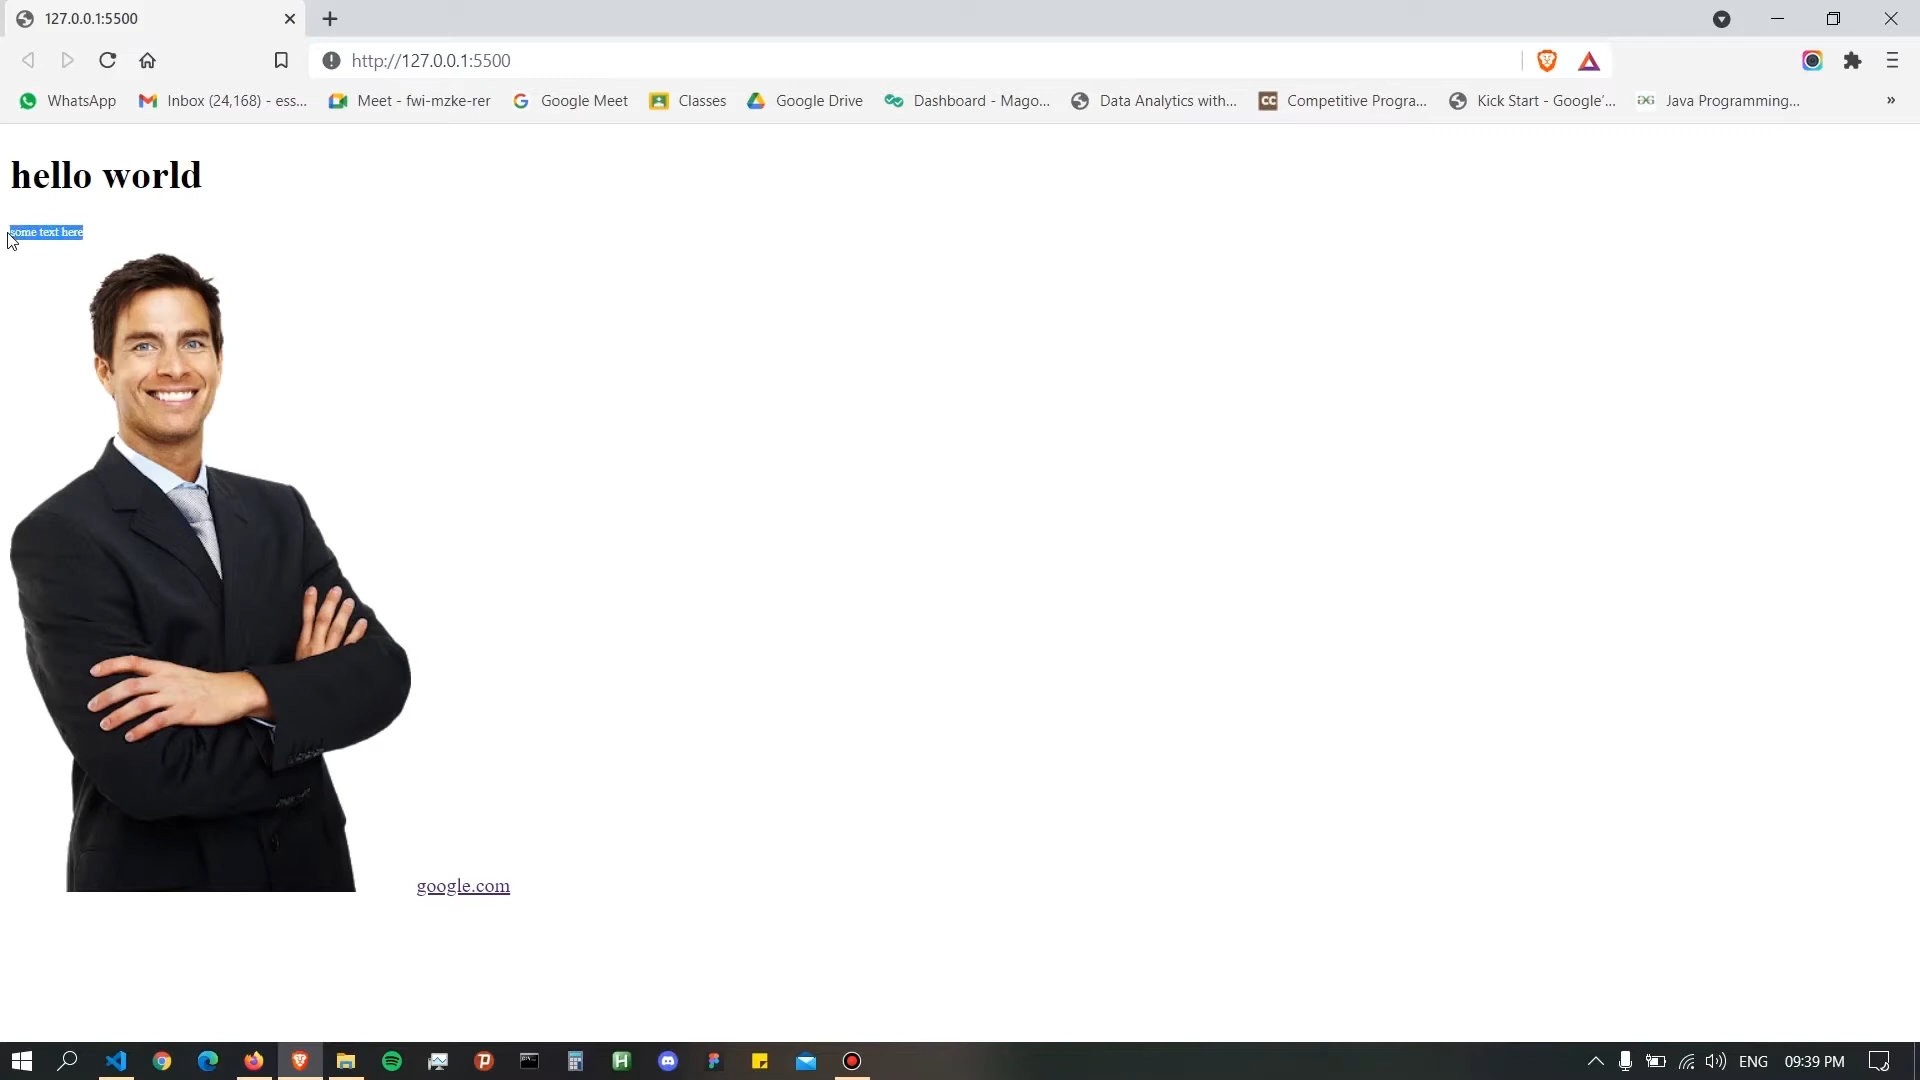 127.0.0.1:5500
http://127.0.0.1:5500
WhatsApp Inbox (24,168) - ess... Meet - fwi-mzke-rer Google Meet Classes Google Drive Dashboard - Mago... Data Analytics with... CC Competitive Progra... Kick Start - Google'... Java Programming... »
hello world
some text here
google.com
ENG 09:39 PM